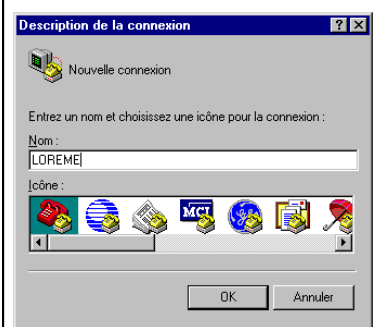 Description de la connexion
Nouvelle connexion
Entrez un nom et choisissez une icône pour la connexion :
Nom :
LOREME
Icône :
MCI
OK Annuler